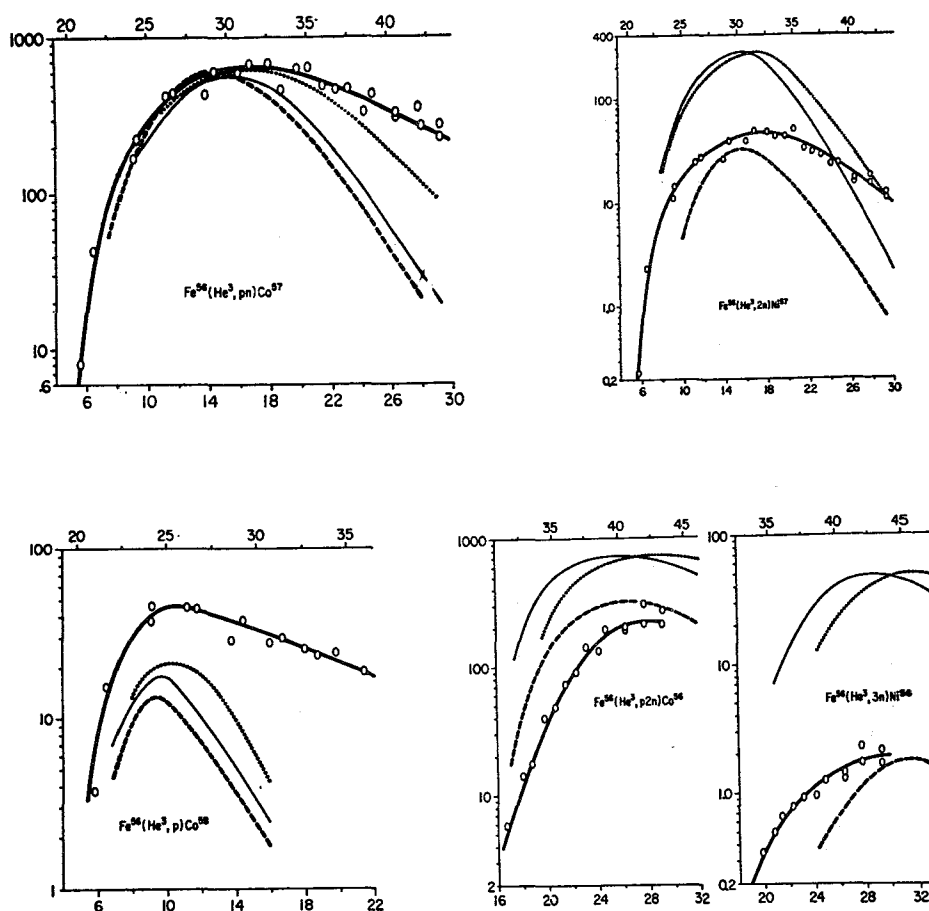 20 25 30 35 40
1000
100
10
.6
Fe⁵⁶(He³, pn)Co⁵⁷
6 10 14 18 22 26 30
21 25 30 35 40
400
100
10
1.0
0.2
Fe⁵⁶(He³, 2n)Ni⁵⁷
6 10 14 18 22 26 30
20 25 30 35
100
10
1
Fe⁵⁶(He³, p)Co⁵⁸
6 10 14 18 22
35 40 45
1000
100
10
2
Fe⁵⁶(He³, p2n)Co⁵⁶
12 16 20 24 28 32
35 40 45
100
10
1.0
0.2
Fe⁵⁶(He³, 3n)Ni⁵⁶
20 24 28 32